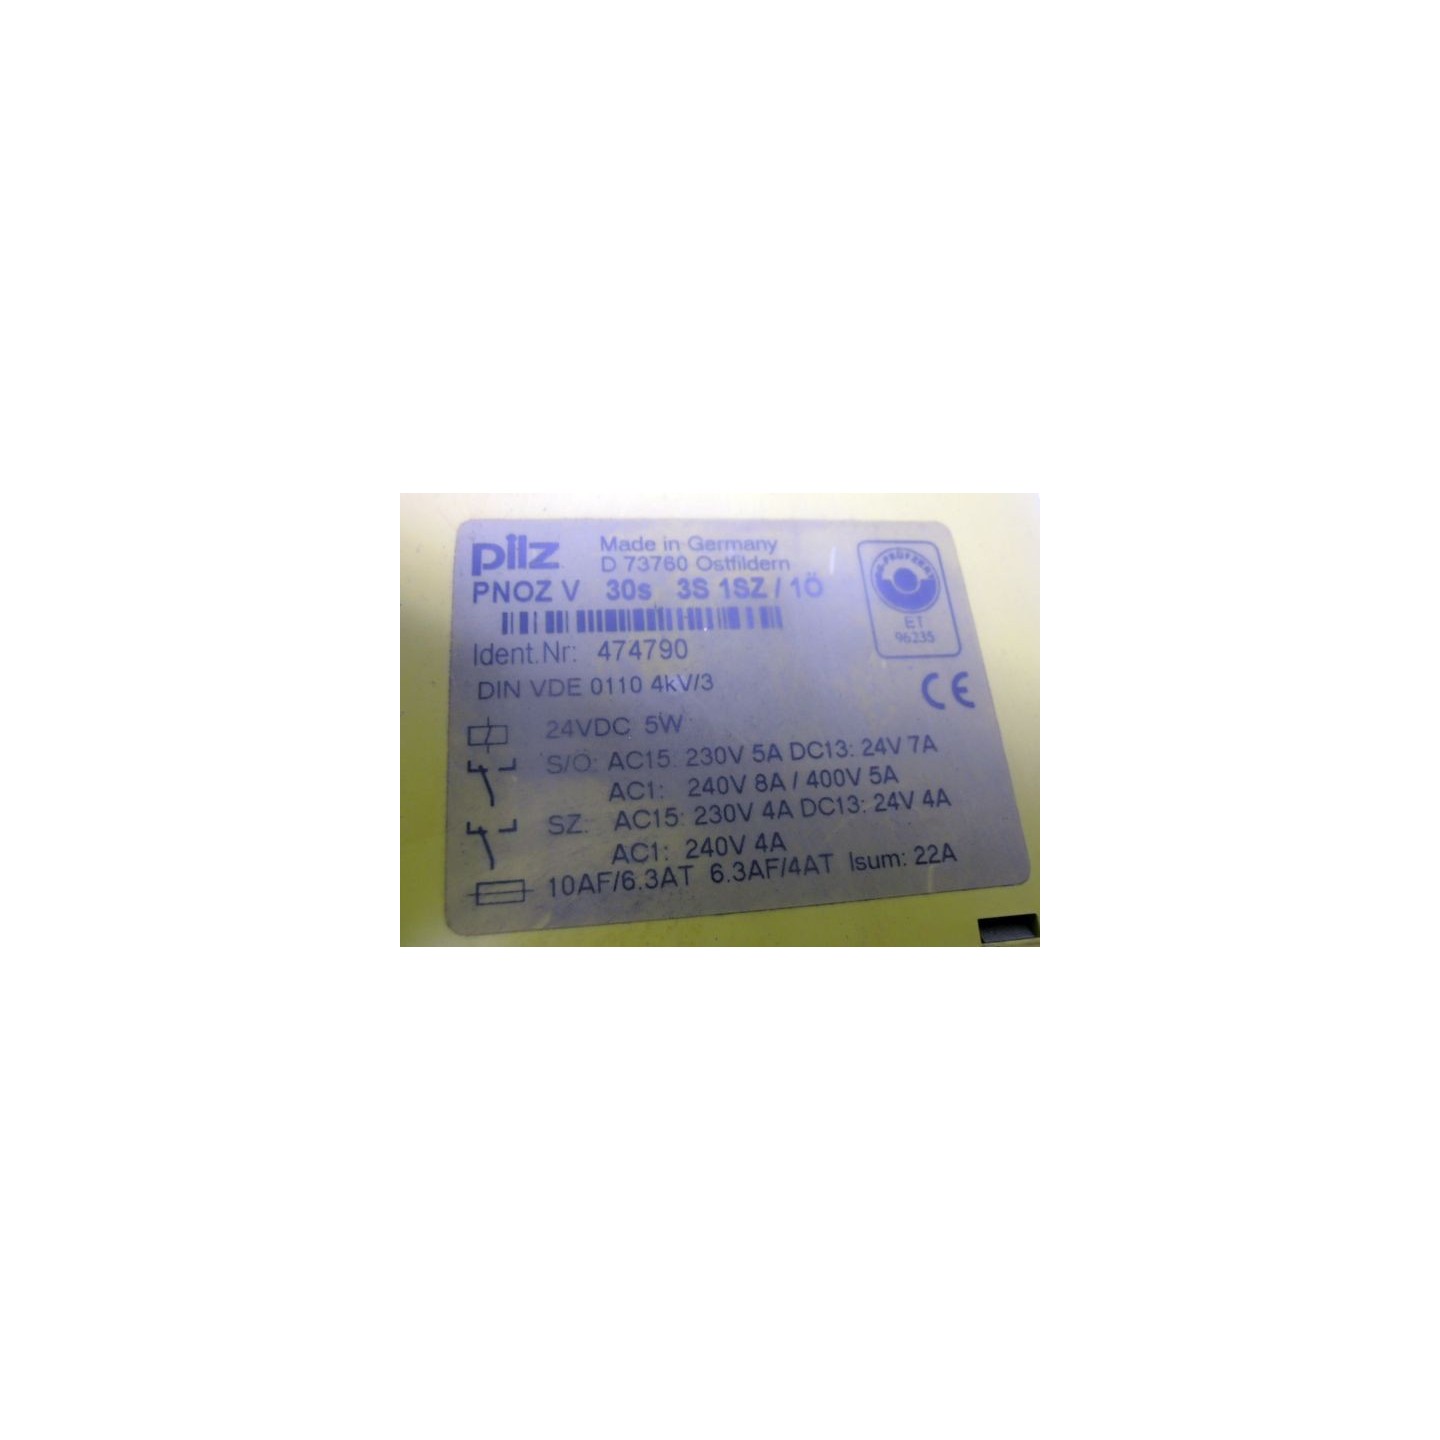 pilz
Made in Germany
D 73760 Ostfildern
PNOZ V 30s 3S 1SZ / 1Ö
Ident.Nr: 474790
DIN VDE 0110 4kV/3
24VDC 5W
S/Ö: AC15: 230V 5A DC13: 24V 7A
AC1: 240V 8A / 400V 5A
SZ: AC15: 230V 4A DC13: 24V 4A
AC1: 240V 4A
10AF/6.3AT 6.3AF/4AT Isum: 22A
ET
96235
CE